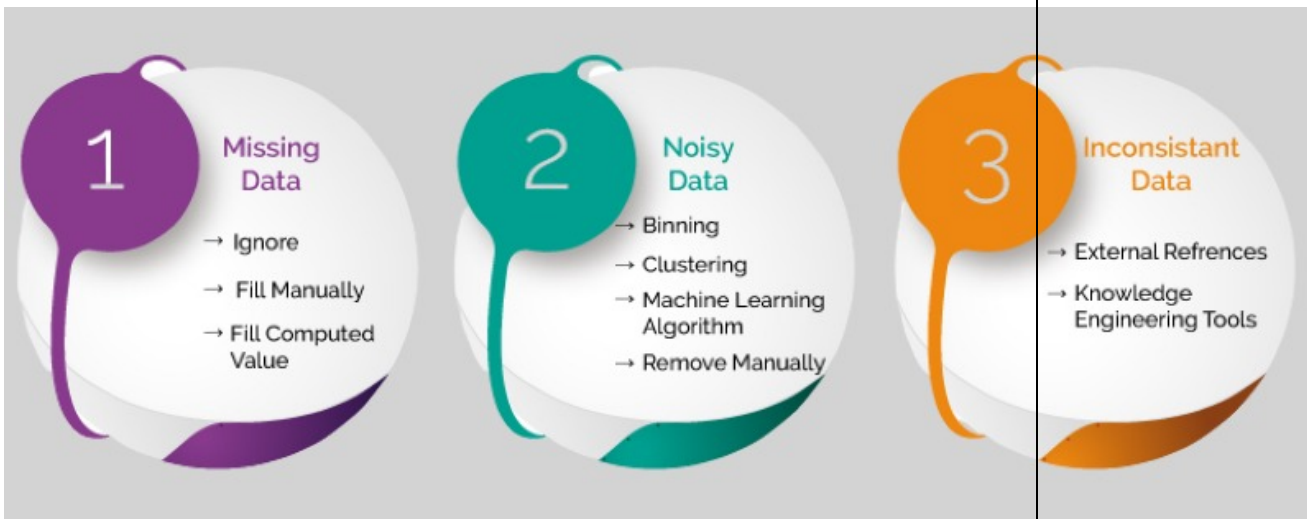 1
Missing
Data
→ Ignore
→ Fill Manually
→ Fill Computed
Value
2
Noisy
Data
→ Binning
→ Clustering
→ Machine Learning
Algorithm
→ Remove Manually
3
Inconsistant
Data
→ External Refrences
→ Knowledge
Engineering Tools